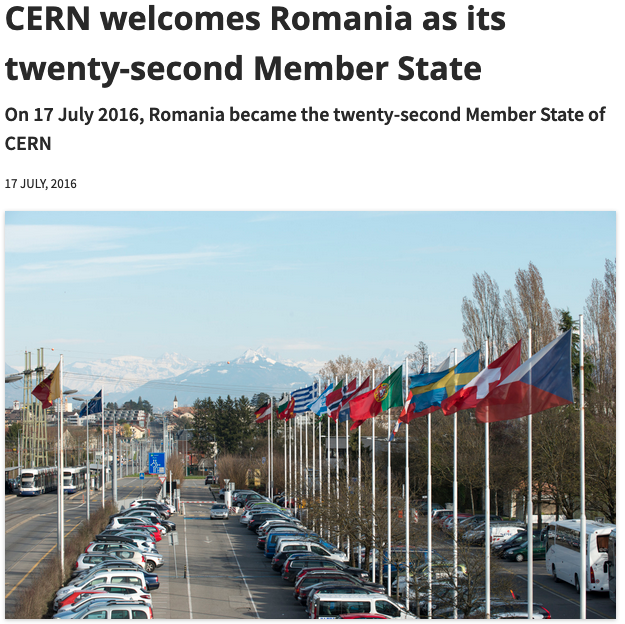 CERN welcomes Romania as its
twenty-second Member State
On 17 July 2016, Romania became the twenty-second Member State of
CERN
17 JULY, 2016